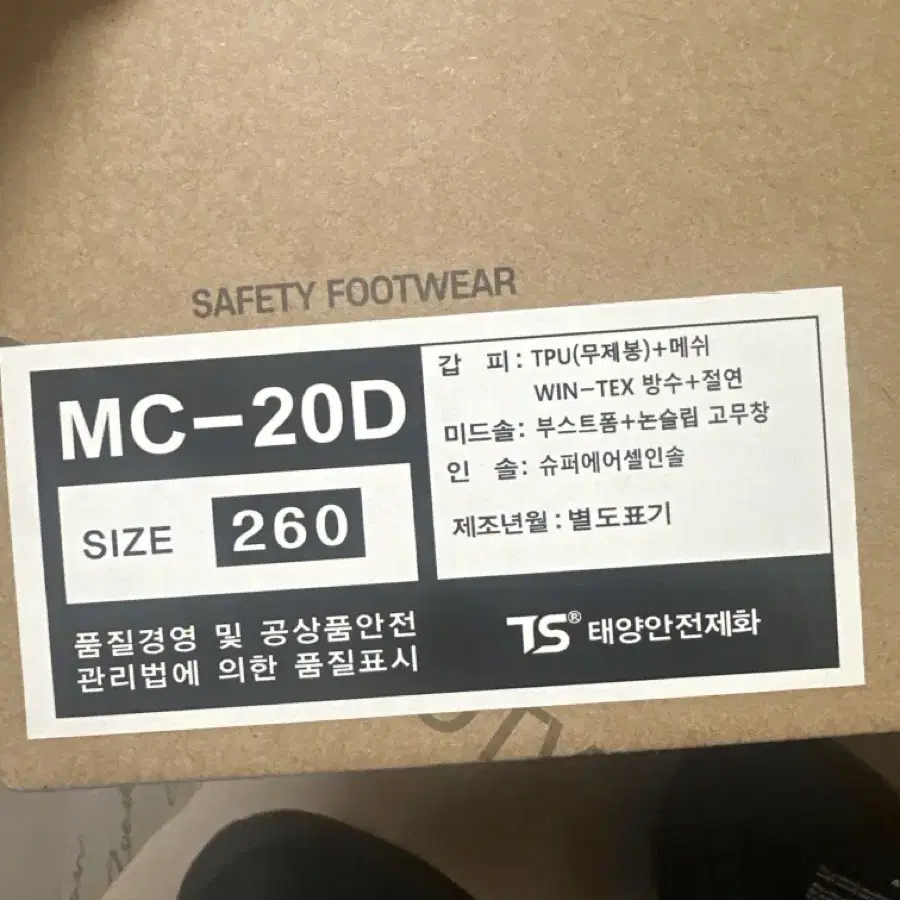 SAFETY FOOTWEAR
MC-20D
SIZE 260
갑 피: TPU(무제봉)+메쉬
WIN-TEX 방수+절연
미드솔: 부스트폼+논슬립 고무창
인 솔: 슈퍼에어셀인솔
제조년월: 별도표기
품질경영 및 공상품안전
관리법에 의한 품질표시
TS® 태양안전제화